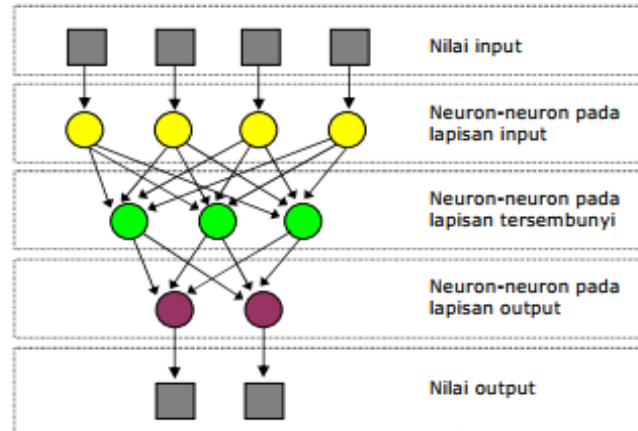 Nilai input
Neuron-neuron pada
lapisan input
Neuron-neuron pada
lapisan tersembunyi
Neuron-neuron pada
lapisan output
Nilai output